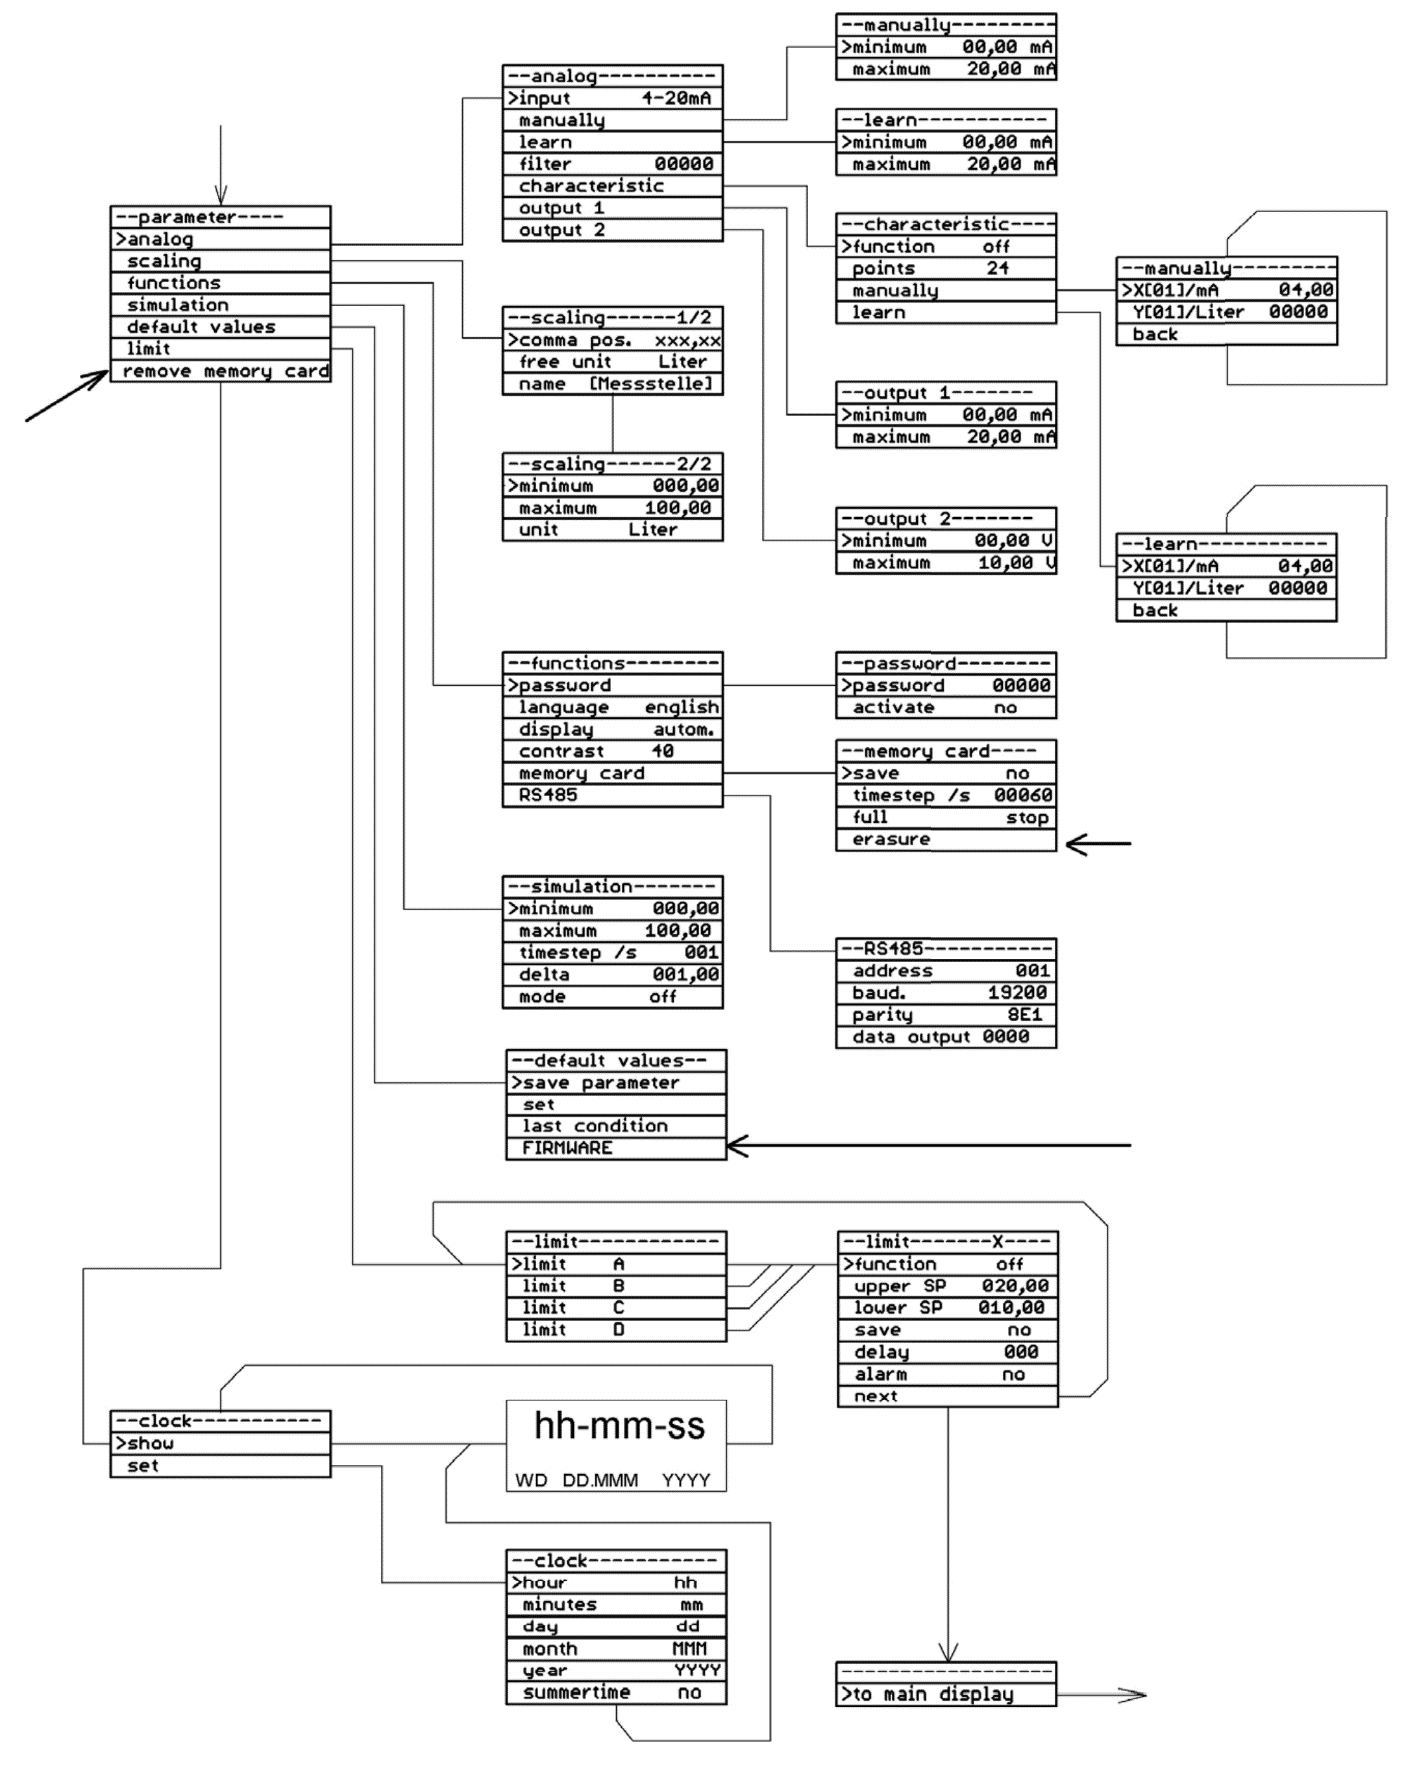 --manually---------
>minimum 00,00 mA
maximum 20,00 mA
--analog----------
>input 4-20mA
manually
learn
filter 00000
characteristic
output 1
output 2
--learn-----------
>minimum 00,00 mA
maximum 20,00 mA
--parameter----
>analog
scaling
functions
simulation
default values
limit
remove memory card
--characteristic----
>function off
points 24
manually
learn
--manually---------
>X[01]/mA 04,00
Y[01]/Liter 00000
back
--scaling------1/2
>comma pos. xxx,xx
free unit Liter
name [Messstelle]
--output 1-------
>minimum 00,00 mA
maximum 20,00 mA
--scaling------2/2
>minimum 000,00
maximum 100,00
unit Liter
--output 2-------
>minimum 00,00 V
maximum 10,00 V
--learn-----------
>X[01]/mA 04,00
Y[01]/Liter 00000
back
--functions--------
>password
language english
display autom.
contrast 40
memory card
RS485
--password--------
>password 00000
activate no
--memory card----
>save no
timestep /s 00060
full stop
erasure
--simulation-------
>minimum 000,00
maximum 100,00
timestep /s 001
delta 001,00
mode off
--RS485-----------
address 001
baud. 19200
parity 8E1
data output 0000
--default values--
>save parameter
set
last condition
FIRMWARE
--limit------------
>limit A
limit B
limit C
limit D
--limit-------X----
>function off
upper SP 020,00
lower SP 010,00
save no
delay 000
alarm no
next
--clock-----------
>show
set
hh-mm-ss
WD DD.MMM YYYY
--clock-----------
>hour hh
minutes mm
day dd
month MMM
year YYYY
summertime no
------------------
>to main display